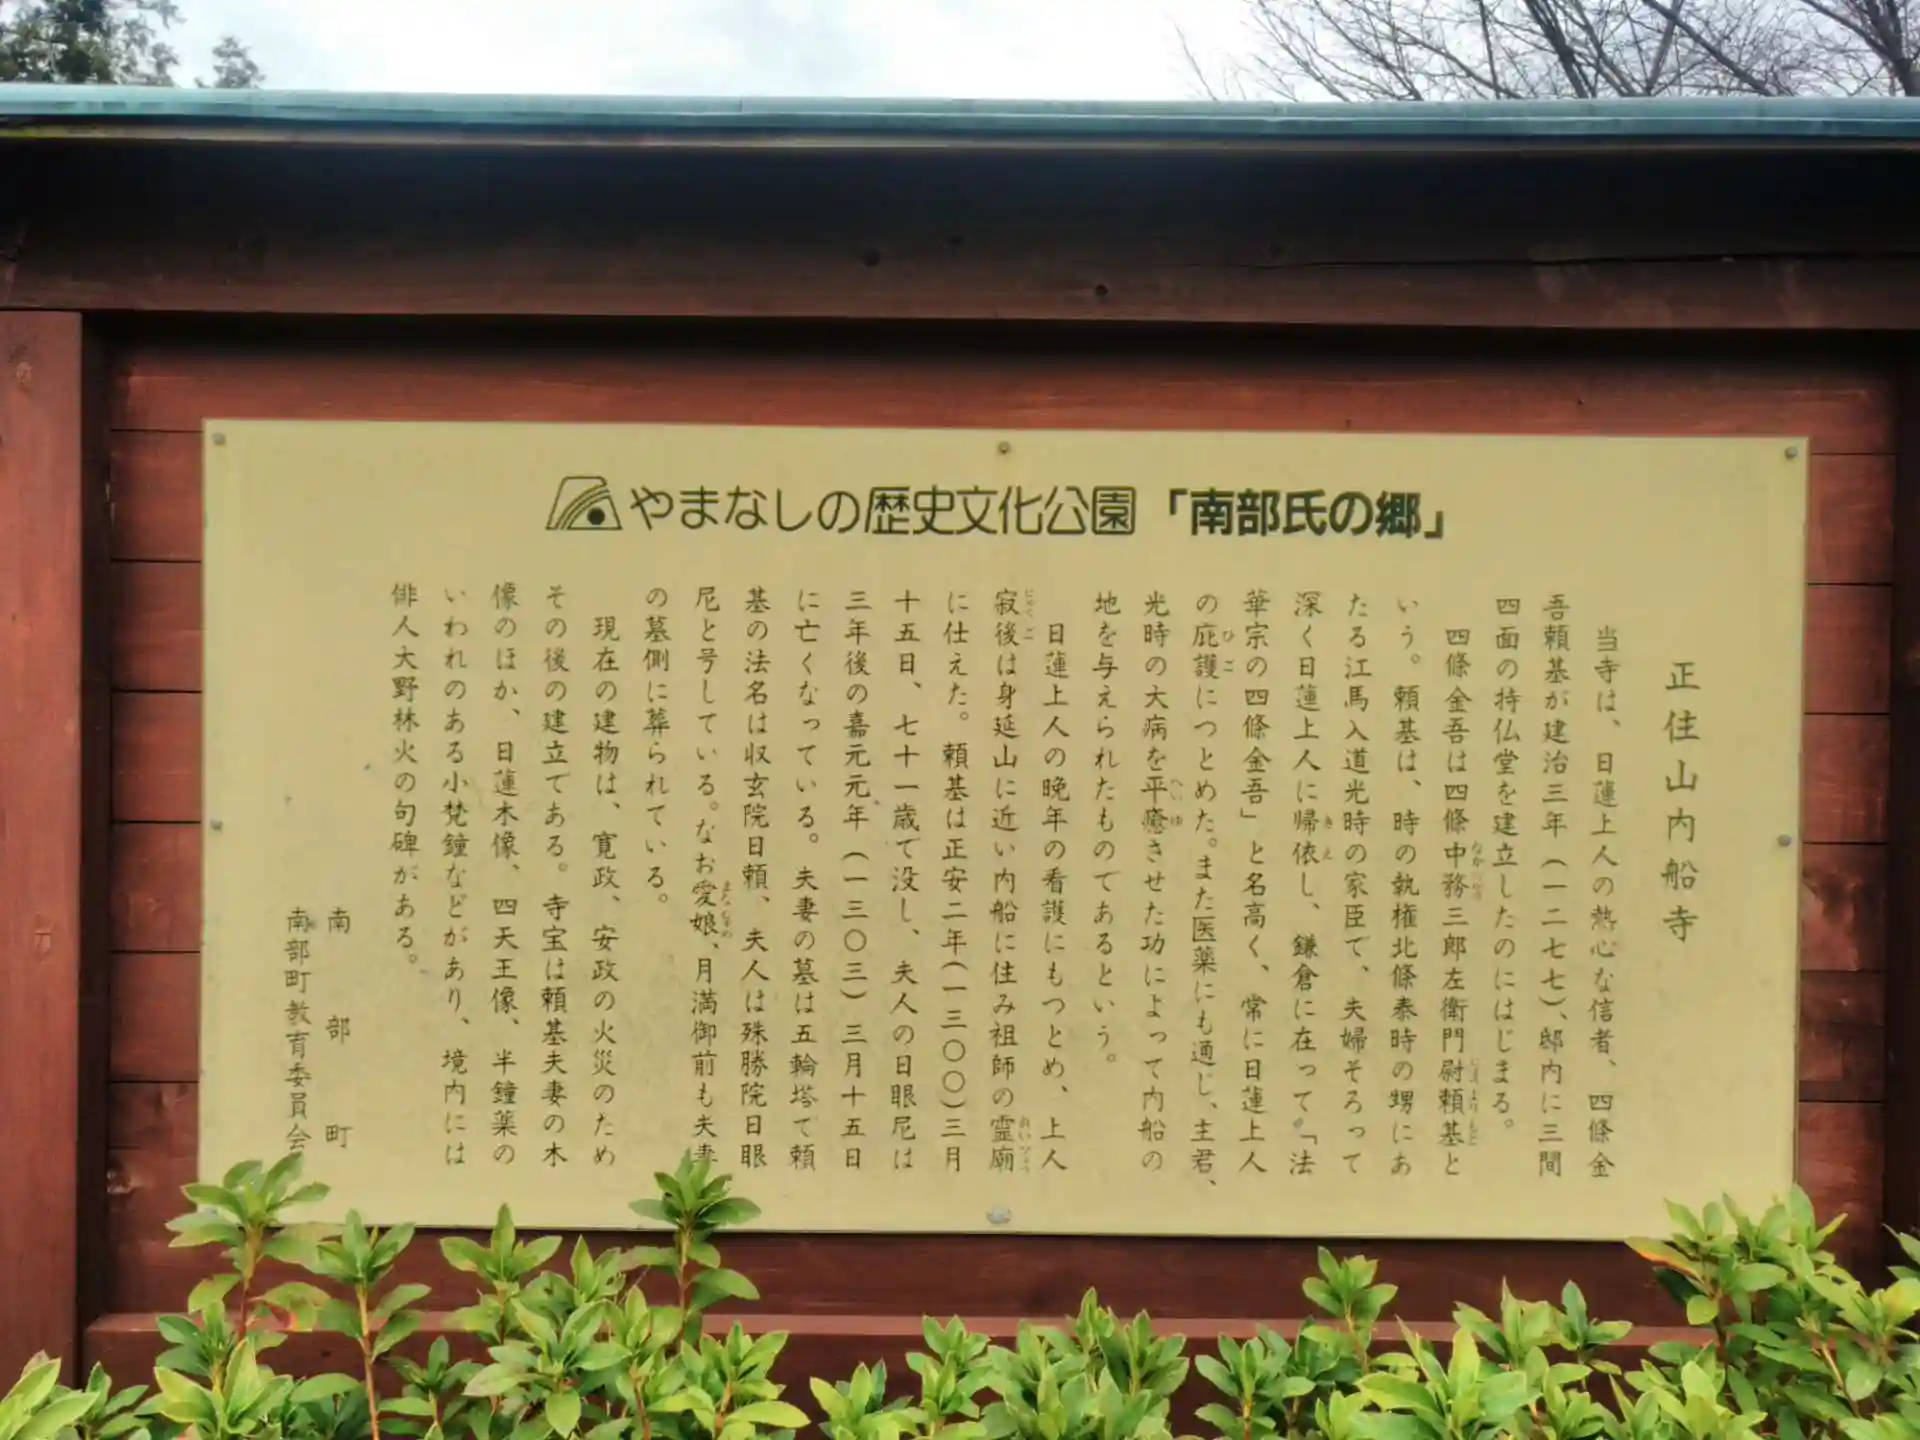 やまなしの歴史文化公園「南部氏の郷」
正住山内船寺
当寺は、日蓮上人の熱心な信者、四條金
吾頼基が建治三年(一二七七)、邸内に三間
四面の持仏堂を建立したのにはじまる。
四條金吾は四條中務三郎左衛門尉頼基と
いう。頼基は、時の執権北條泰時の甥にあ
たる江馬入道光時の家臣で、夫婦そろって
深く日蓮上人に帰依し、鎌倉に在って。「法
華宗の四條金吾」と名高く、常に日蓮上人
の庇護につとめた。また医薬にも通じ、主君、
光時の大病を平癒させた功によって内船の
地を与えられたものてあるという。
日蓮上人の晩年の看護にもつとめ、上人
寂後は身延山に近い内船に住み祖師の霊廟
に仕えた。頼基は正安二年(一三〇〇)三月
十五日、七十一歳で没し、夫人の日眼尼は
三年後の嘉元元年(一三〇三)三月十五日
に亡くなっている。夫妻の墓は五輪塔で頼
基の法名は収玄院日頼、夫人は殊勝院日眼
尼と号している。なお愛娘、月満御前も夫妻
の墓側に葬られている。
現在の建物は、寛政、安政の火災のため
その後の建立である。寺宝は頼基夫妻の木
像のほか、日蓮木像、四天王像、半鐘薬の
いわれのある小梵鐘などがあり、境内には
俳人大野林火の句碑がある。
南部町
南部町教育委員会